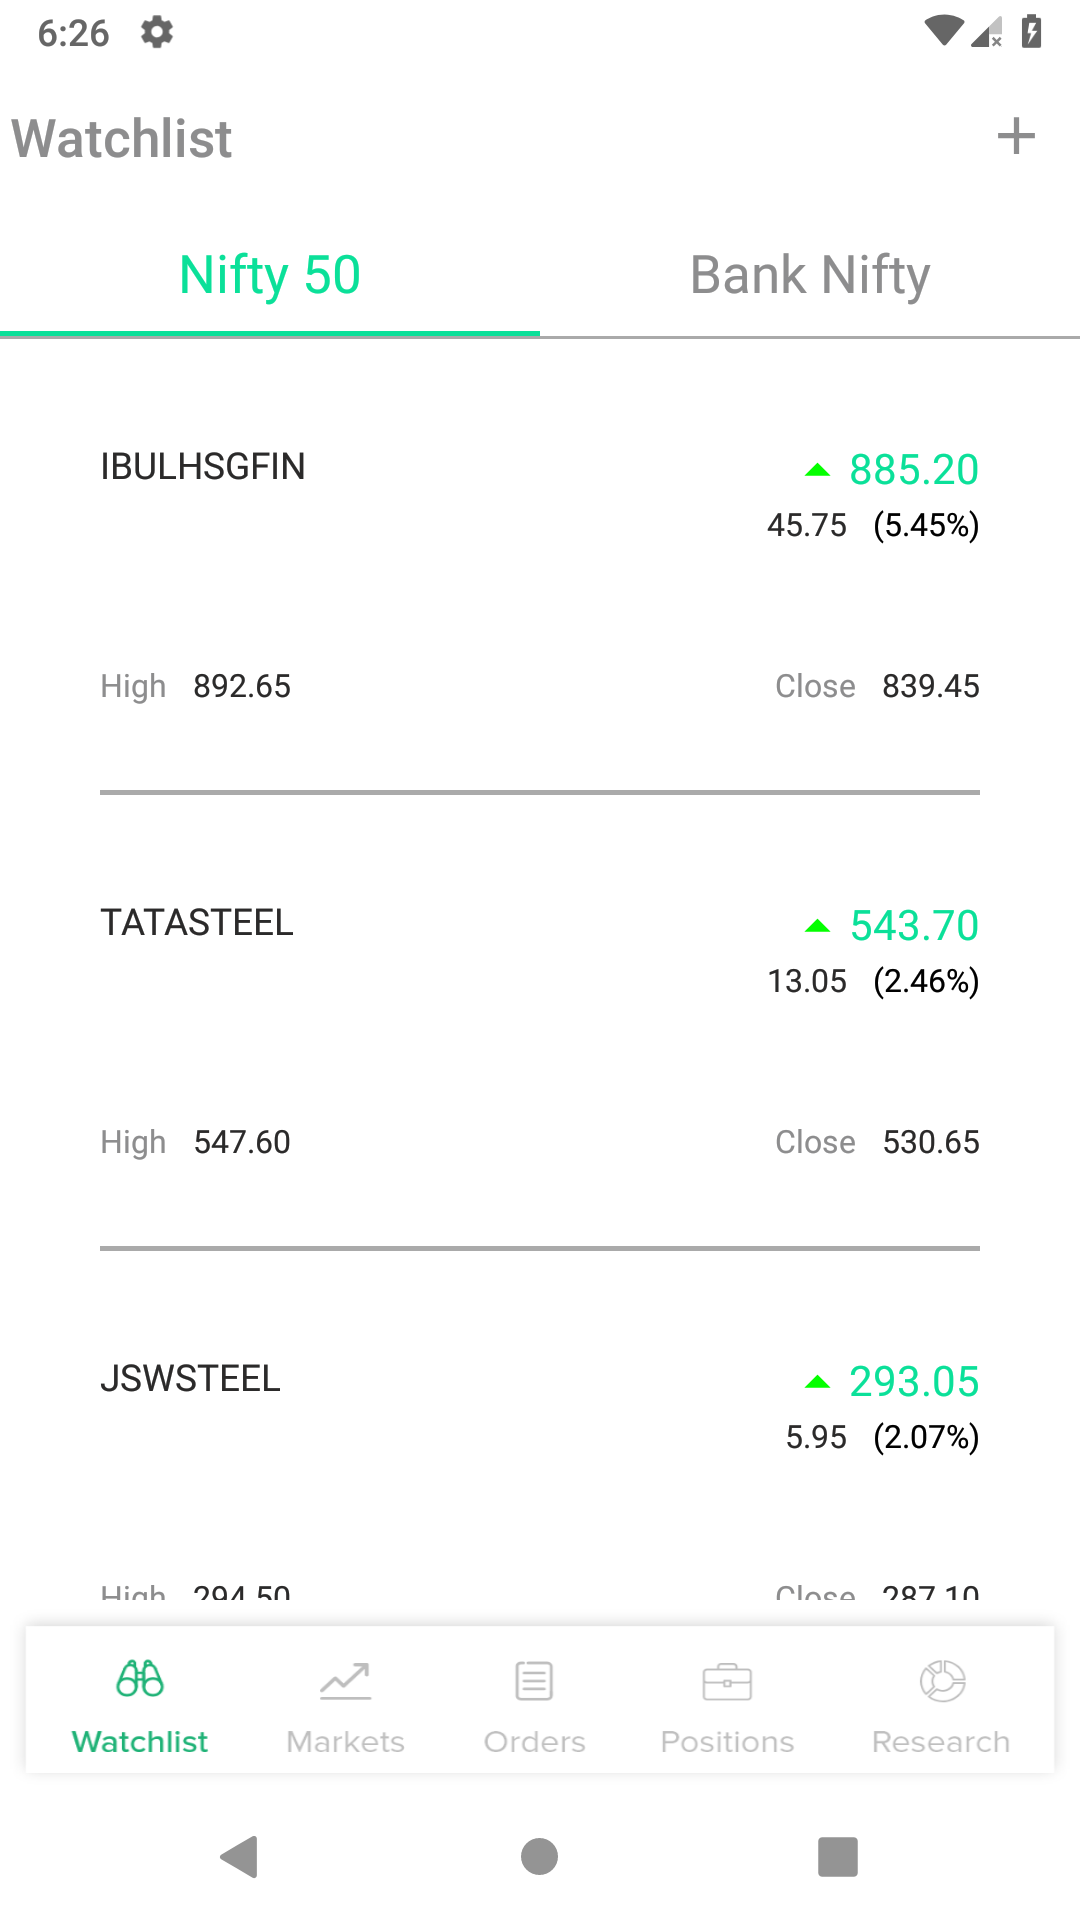 6:26
Watchlist
Nifty 50 Bank Nifty
IBULHSGFIN 885.20
45.75 (5.45%)
High 892.65 Close 839.45
TATASTEEL 543.70
13.05 (2.46%)
High 547.60 Close 530.65
JSWSTEEL 293.05
5.95 (2.07%)
High 294.50 Close 287.10
Watchlist Markets Orders Positions Research